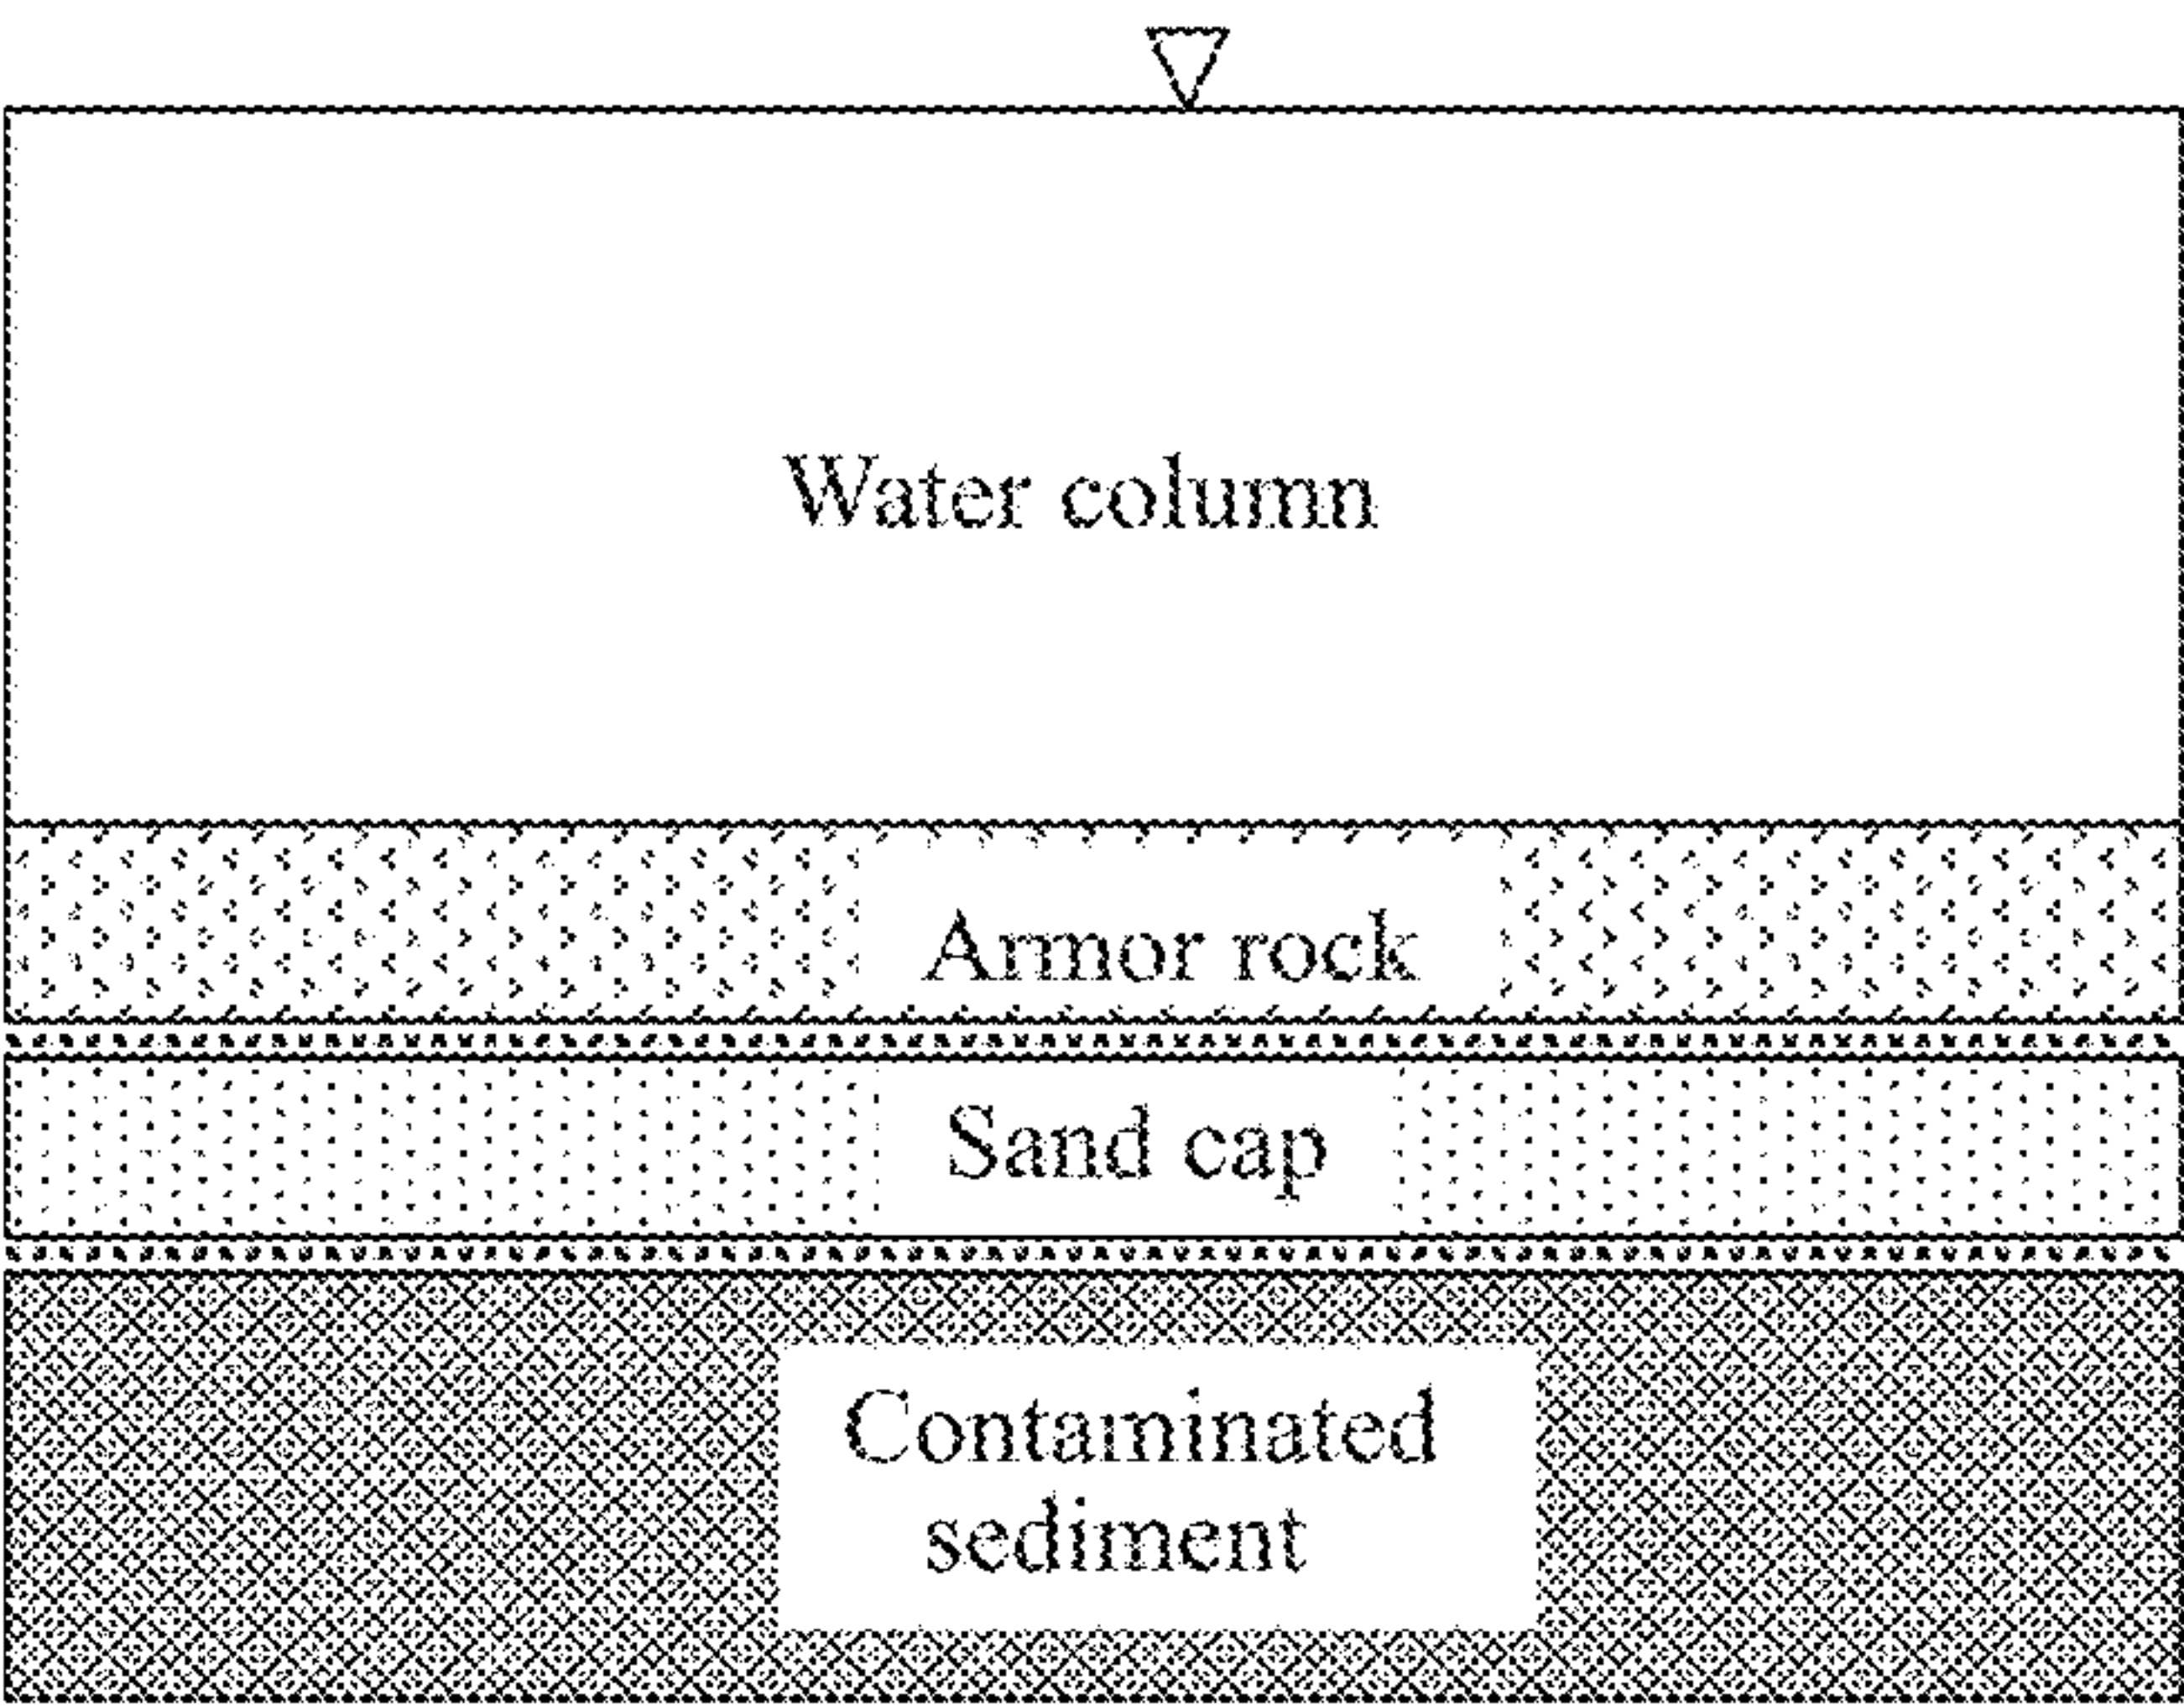 Water column
Armor rock
Sand cap
Contaminated
sediment